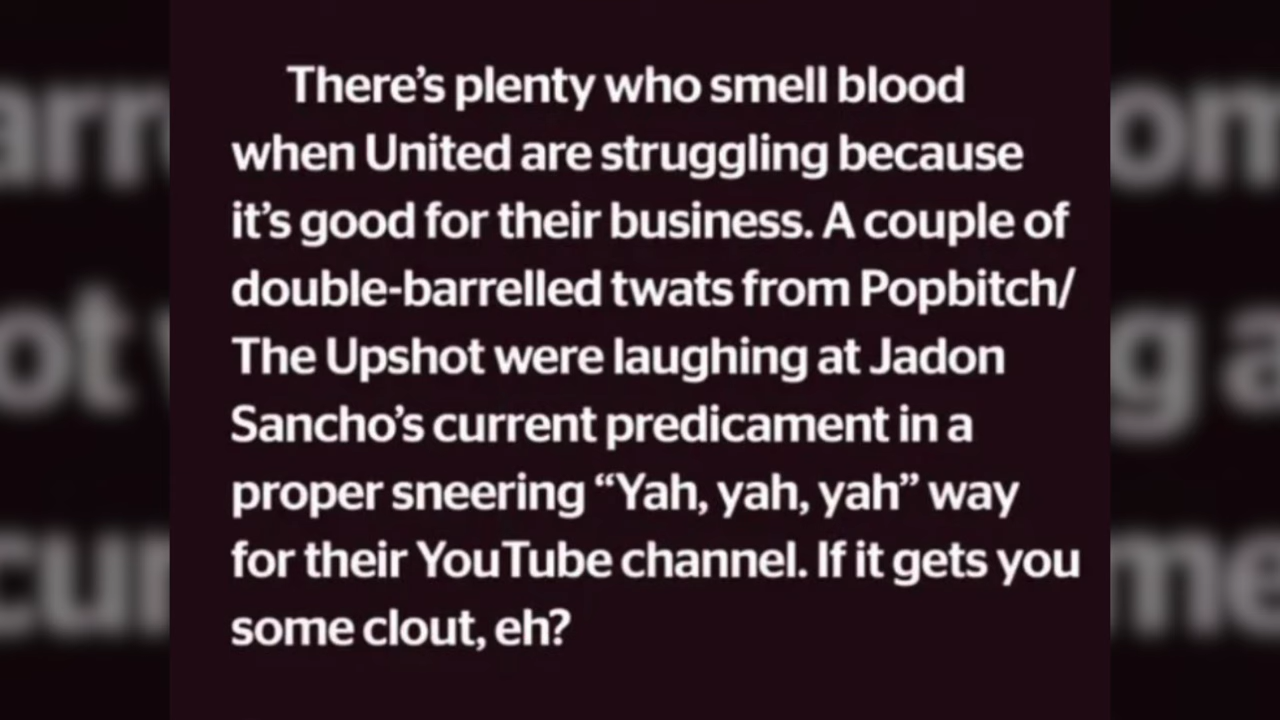 There’s plenty who smell blood
when United are struggling because
it’s good for their business. A couple of
double-barrelled twats from Popbitch/
The Upshot were laughing at Jadon
Sancho’s current predicament in a
proper sneering “Yah, yah, yah” way
for their YouTube channel. If it gets you
some clout, eh?